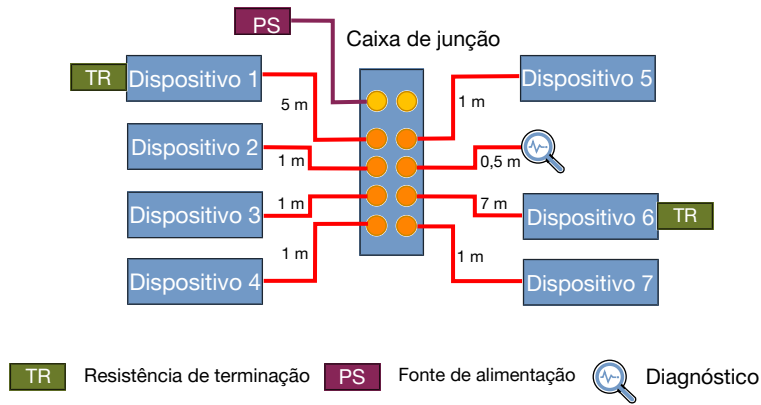 PS
Caixa de junção
TR
Dispositivo 1
Dispositivo 5
5 m
1 m
Dispositivo 2
1 m
0,5 m
Dispositivo 3
1 m
7 m
Dispositivo 6
TR
Dispositivo 4
1 m
1 m
Dispositivo 7
TR Resistência de terminação PS Fonte de alimentação Diagnóstico